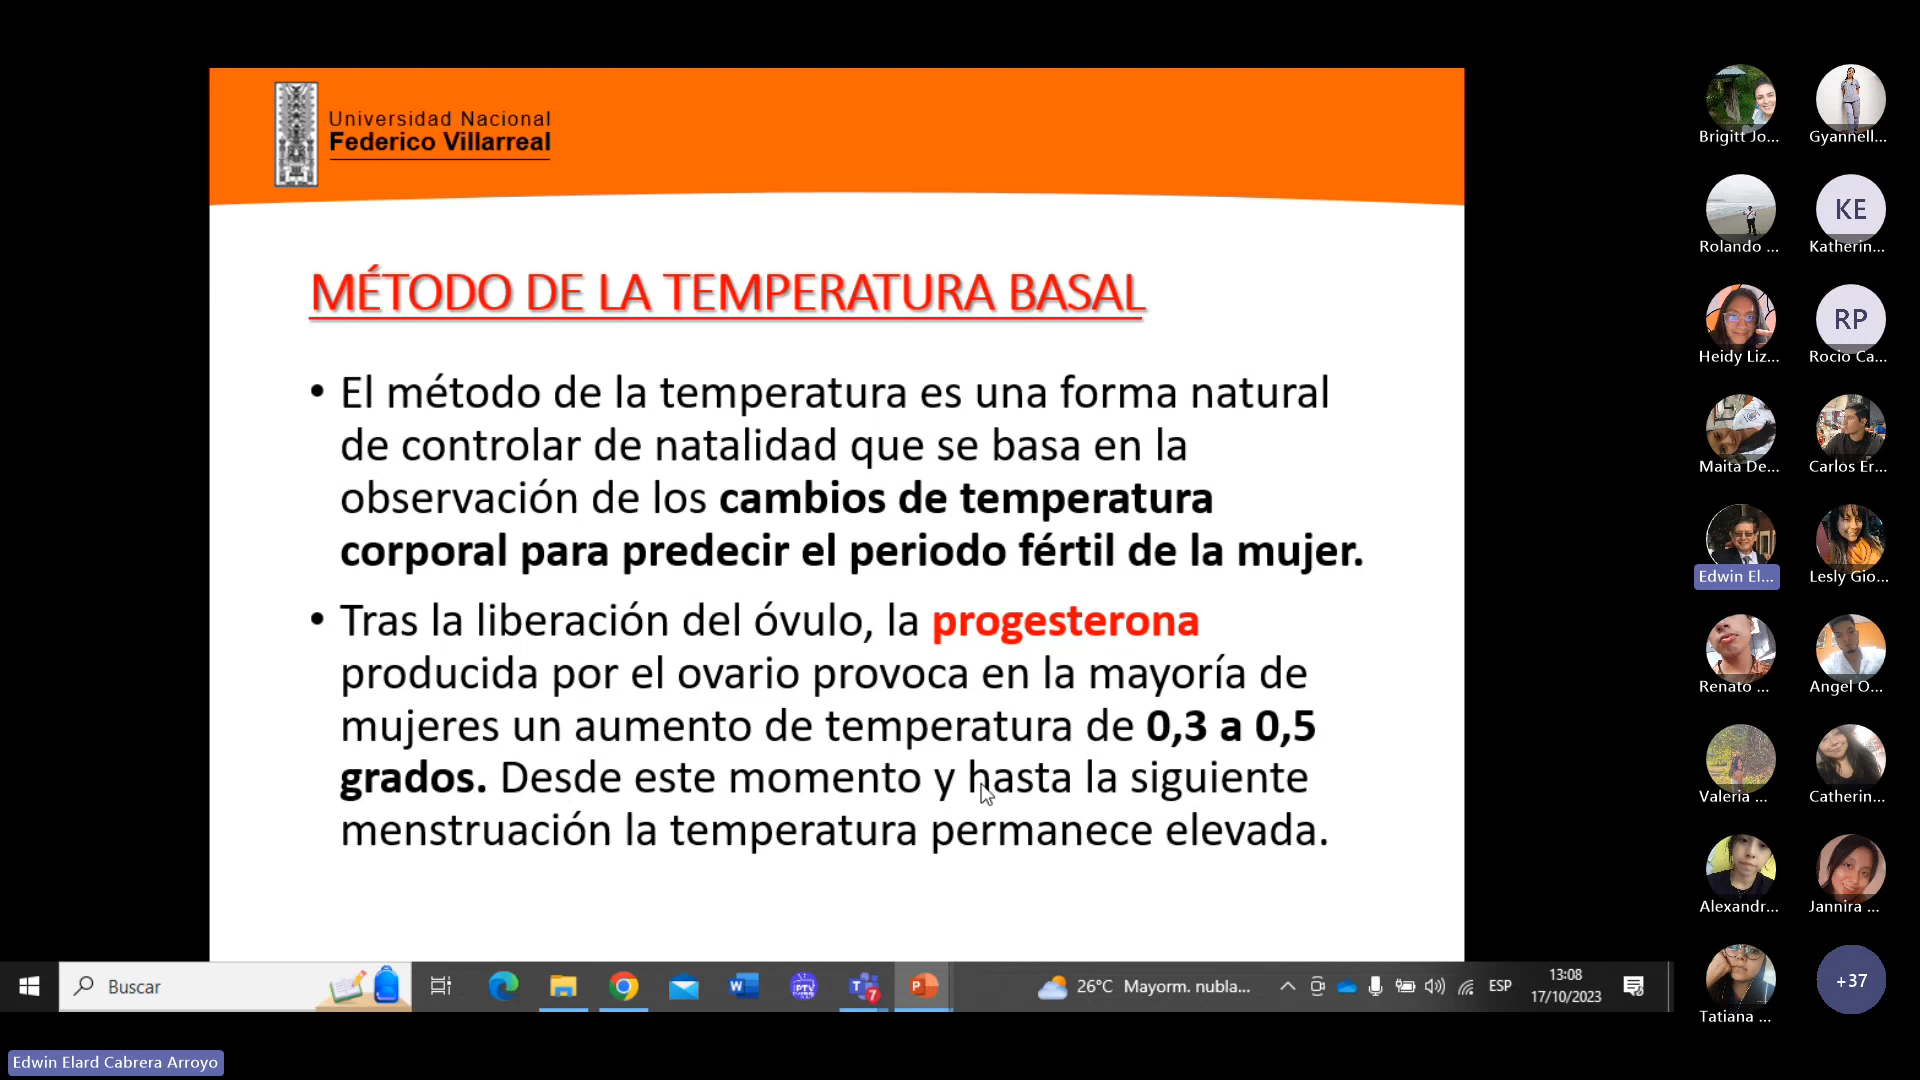 Universidad Nacional
Federico Villarreal
MÉTODO DE LA TEMPERATURA BASAL
• El método de la temperatura es una forma natural
de controlar de natalidad que se basa en la
observación de los cambios de temperatura
corporal para predecir el periodo fértil de la mujer.
• Tras la liberación del óvulo, la progesterona
producida por el ovario provoca en la mayoría de
mujeres un aumento de temperatura de 0,3 a 0,5
grados. Desde este momento y hasta la siguiente
menstruación la temperatura permanece elevada.
Brigitt Jo...
Gyannell...
Rolando ...
KE
Katherin...
Heidy Liz...
RP
Rocio Ca...
Maita De...
Carlos Er...
Edwin El...
Lesly Gio...
Renato ...
Angel O...
Valeria ...
Catherin...
Alexandr...
Jannira ...
Tatiana ...
+37
Buscar
W
PTV
T
7
P
26°C Mayorm. nubla...
ESP
13:08
17/10/2023
Edwin Elard Cabrera Arroyo